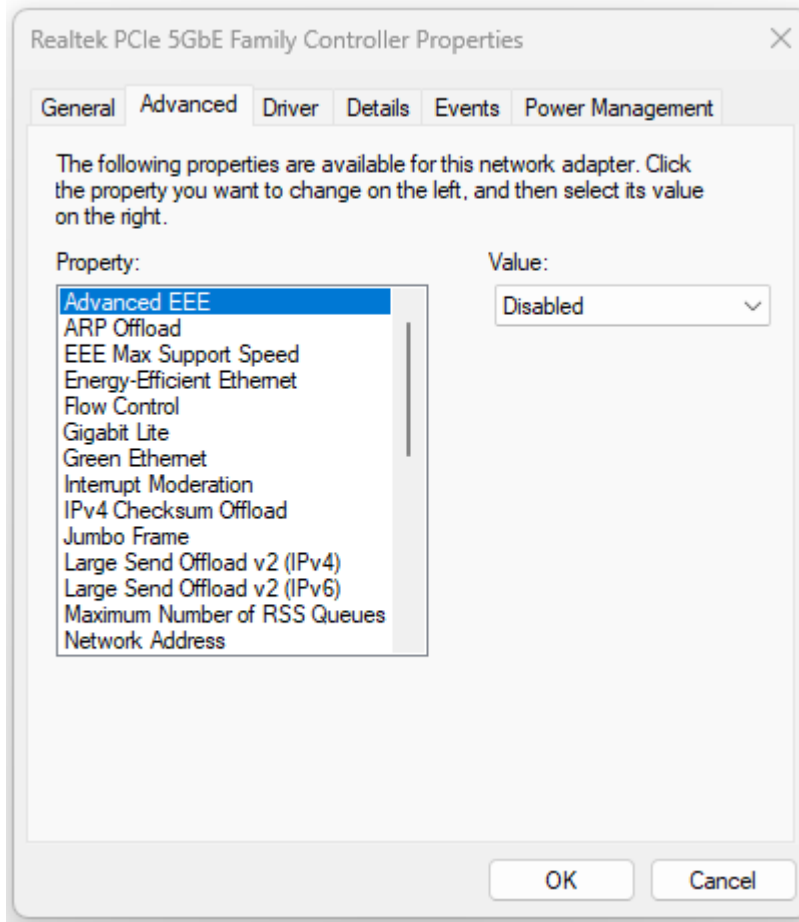 Realtek PCIe 5GbE Family Controller Properties
General Advanced Driver Details Events Power Management
The following properties are available for this network adapter. Click
the property you want to change on the left, and then select its value
on the right.
Property:
Value:
Advanced EEE
Disabled
ARP Offload
EEE Max Support Speed
Energy-Efficient Ethernet
Flow Control
Gigabit Lite
Green Ethernet
Interrupt Moderation
IPv4 Checksum Offload
Jumbo Frame
Large Send Offload v2 (IPv4)
Large Send Offload v2 (IPv6)
Maximum Number of RSS Queues
Network Address
OK
Cancel